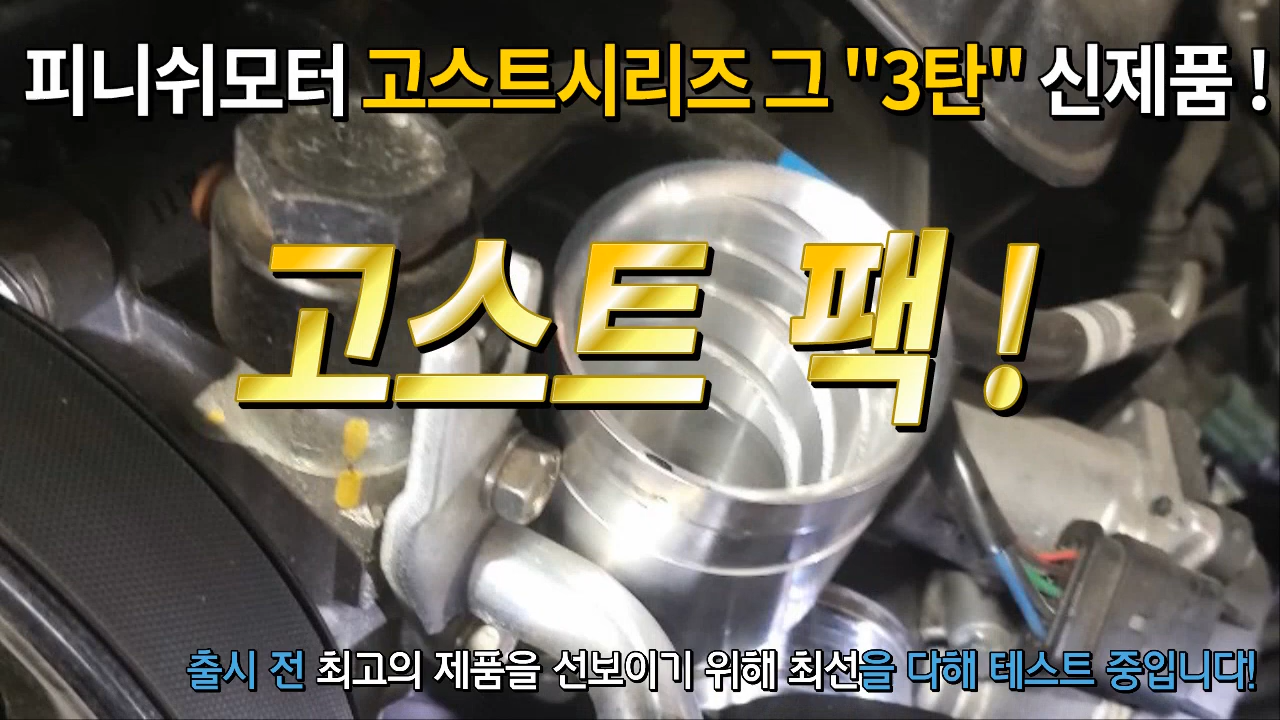 피니쉬모터 고스트시리즈 그 "3탄" 신제품 !
고스트 팩 !
출시 전 최고의 제품을 선보이기 위해 최선을 다해 테스트 중입니다!